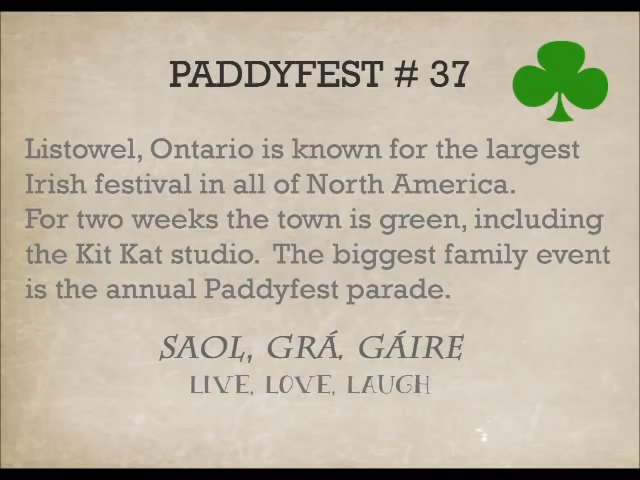 PADDYFEST # 37
Listowel, Ontario is known for the largest
Irish festival in all of North America.
For two weeks the town is green, including
the Kit Kat studio. The biggest family event
is the annual Paddyfest parade.
SAOL, GRÁ, GÁIRE
LIVE, LOVE, LAUGH